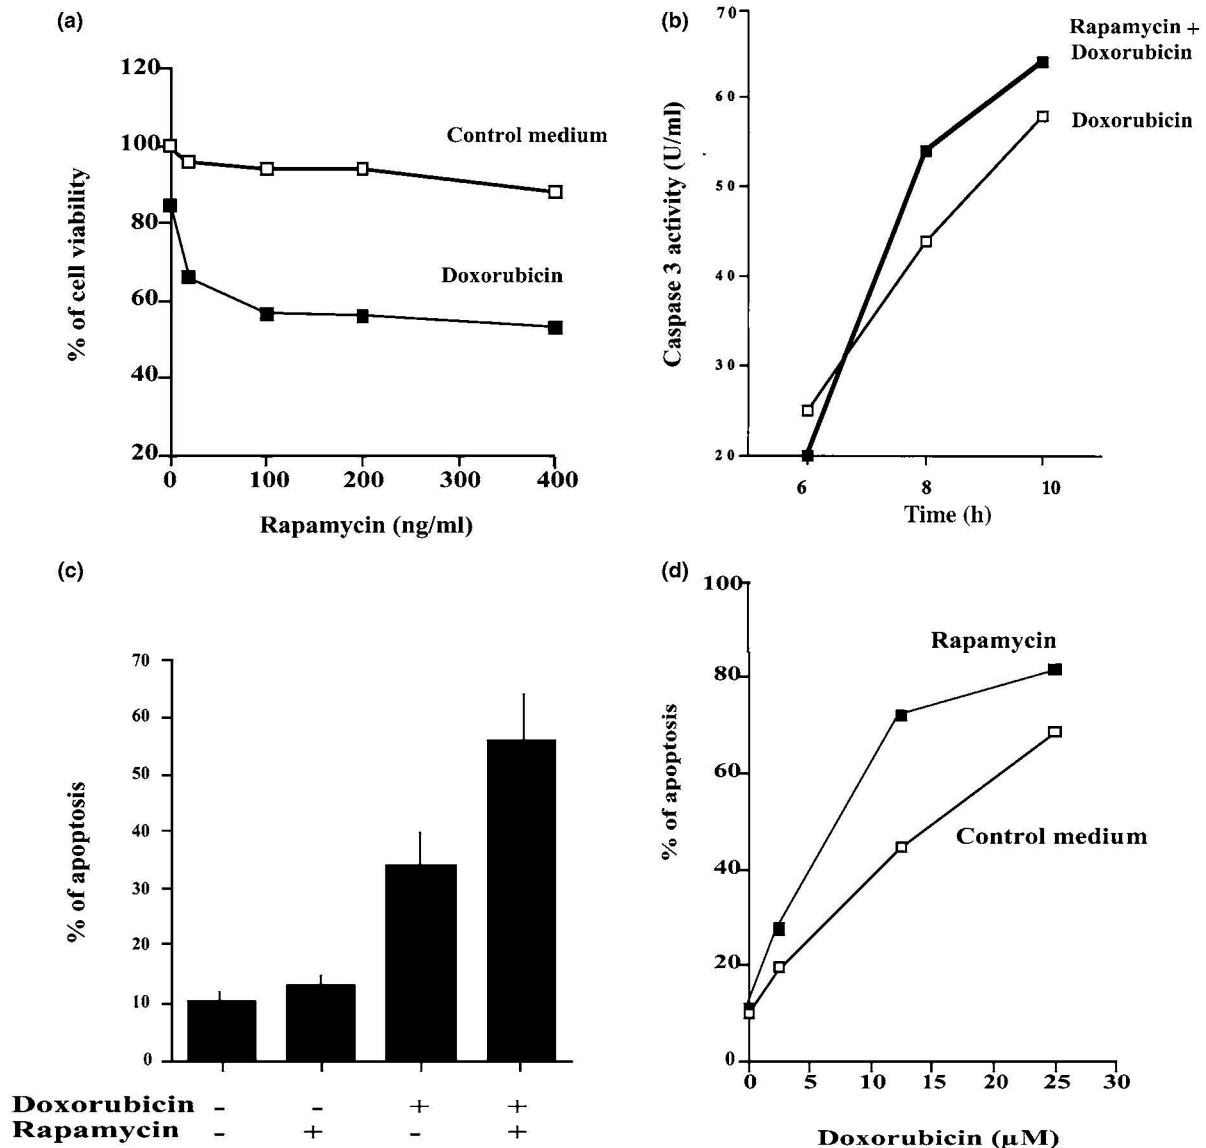 (a)
120
100
80
60
40
20
% of cell viability
Control medium
Doxorubicin
0 100 200 300 400
Rapamycin (ng/ml)
(b)
70
60
50
40
30
20
Caspase 3 activity (U/ml)
Rapamycin +
Doxorubicin
Doxorubicin
6 8 10
Time (h)
(c)
70
60
50
40
30
20
10
0
% of apoptosis
Doxorubicin - - + +
Rapamycin - + - +
(d)
100
80
60
40
20
0
% of apoptosis
Rapamycin
Control medium
0 5 10 15 20 25 30
Doxorubicin (μM)